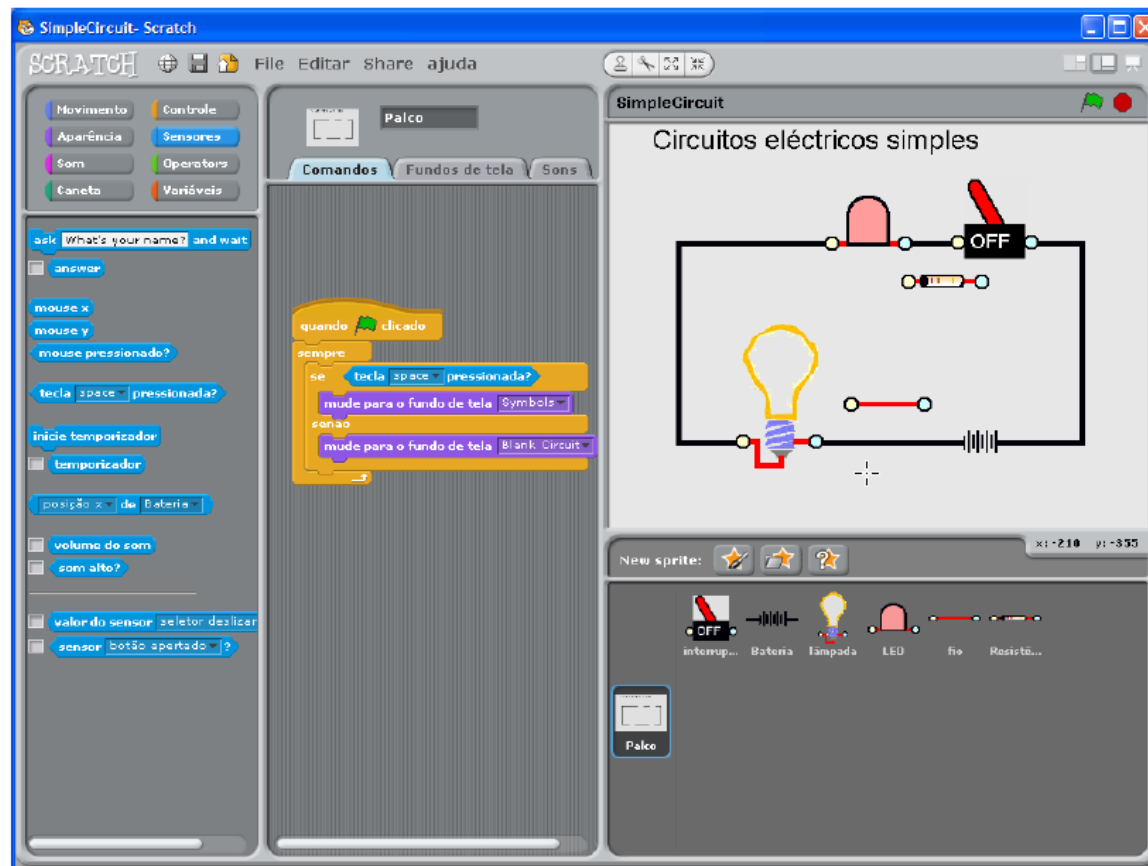 SimpleCircuit- Scratch
SCRATCH File Editar Share ajuda
Movimento Controle
Aparência Sensores
Som Operators
Caneta Variáveis
ask What's your name? and wait
answer
mouse x
mouse y
mouse pressionado?
tecla space pressionada?
inicie temporizador
temporizador
posição x de Bateria
volume do som
som alto?
valor do sensor seletor deslizar
sensor botão apertado ?
Palco
Comandos Fundos de tela Sons
quando clicado
sempre
se tecla space pressionada?
mude para o fundo de tela Symbols
senão
mude para o fundo de tela Blank Circuit
SimpleCircuit
Circuitos eléctricos simples
OFF
x: -210 y: -355
New sprite:
OFF
interrup... Bateria lâmpada LED fio Resistê...
Palco